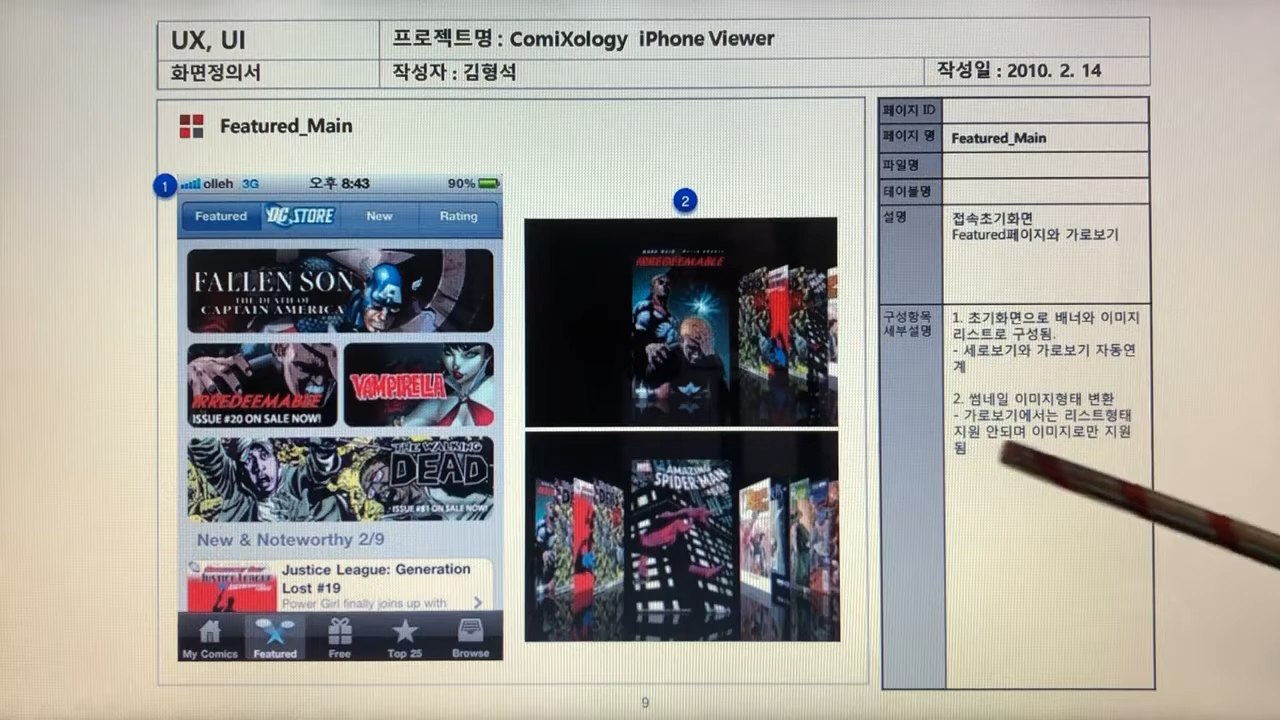 UX, UI
프로젝트명 : ComiXology iPhone Viewer
화면정의서
작성자 : 김형석
작성일 : 2010. 2. 14
Featured_Main
1
olleh 3G 오후 8:43 90%
Featured DC STORE New Rating
FALLEN SON
THE DEATH OF
CAPTAIN AMERICA
IRREDEEMABLE
ISSUE #20 ON SALE NOW!
VAMPIRELLA
THE WALKING
DEAD
ISSUE #81 ON SALE NOW!
New & Noteworthy 2/9
JUSTICE LEAGUE
Justice League: Generation
Lost #19
Power Girl finally joins up with
My Comics Featured Free Top 25 Browse
2
IRREDEEMABLE
AMAZING
SPIDER-MAN
페이지 ID
페이지 명 Featured_Main
파일명
테이블명
설명 접속초기화면
Featured페이지와 가로보기
구성항목
세부설명
1. 초기화면으로 배너와 이미지
리스트로 구성됨.
- 세로보기와 가로보기 자동연
계
2. 썸네일 이미지형태 변환
- 가로보기에서는 리스트형태
지원 안되며 이미지로만 지원
됨
9